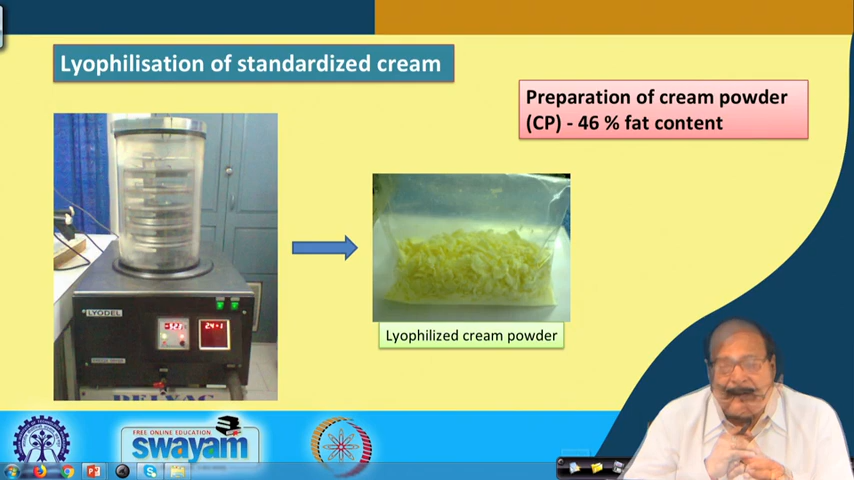 Lyophilisation of standardized cream
Preparation of cream powder
(CP) - 46 % fat content
LYODEL
DELVAC
Lyophilized cream powder
FREE ONLINE EDUCATION
swayam